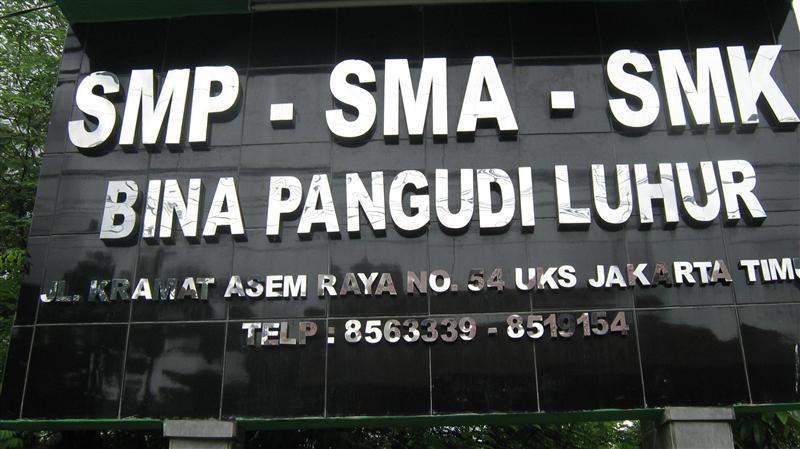 SMP - SMA - SMK
BINA PANGUDI LUHUR
JL. KRAMAT ASEM RAYA NO. 54 UKS JAKARTA TIMU
TELP : 8563339 - 8519154